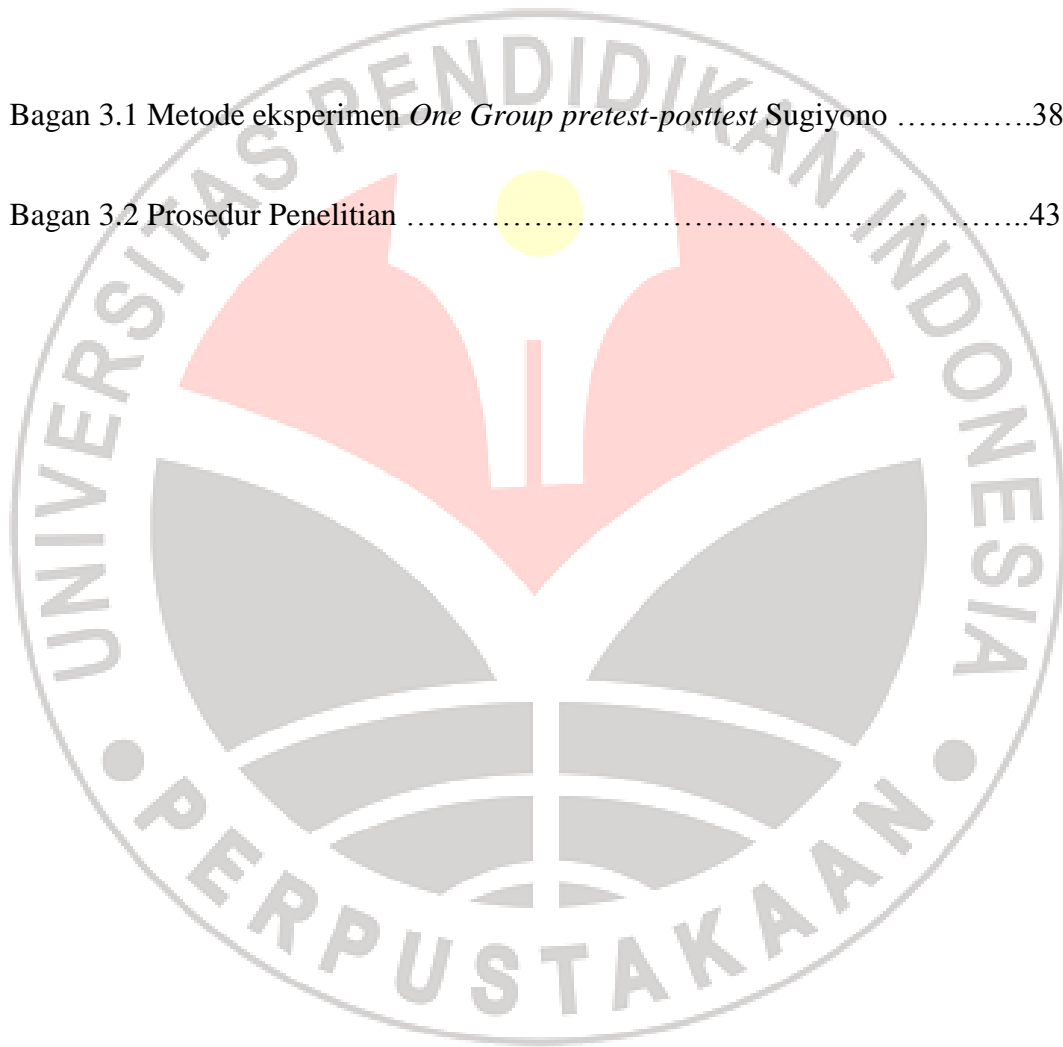 Bagan 3.1 Metode eksperimen One Group pretest-posttest Sugiyono ………….38
Bagan 3.2 Prosedur Penelitian …………………………………………………….43
UNIVERSITAS PENDIDIKAN INDONESIA
PERPUSTAKAAN